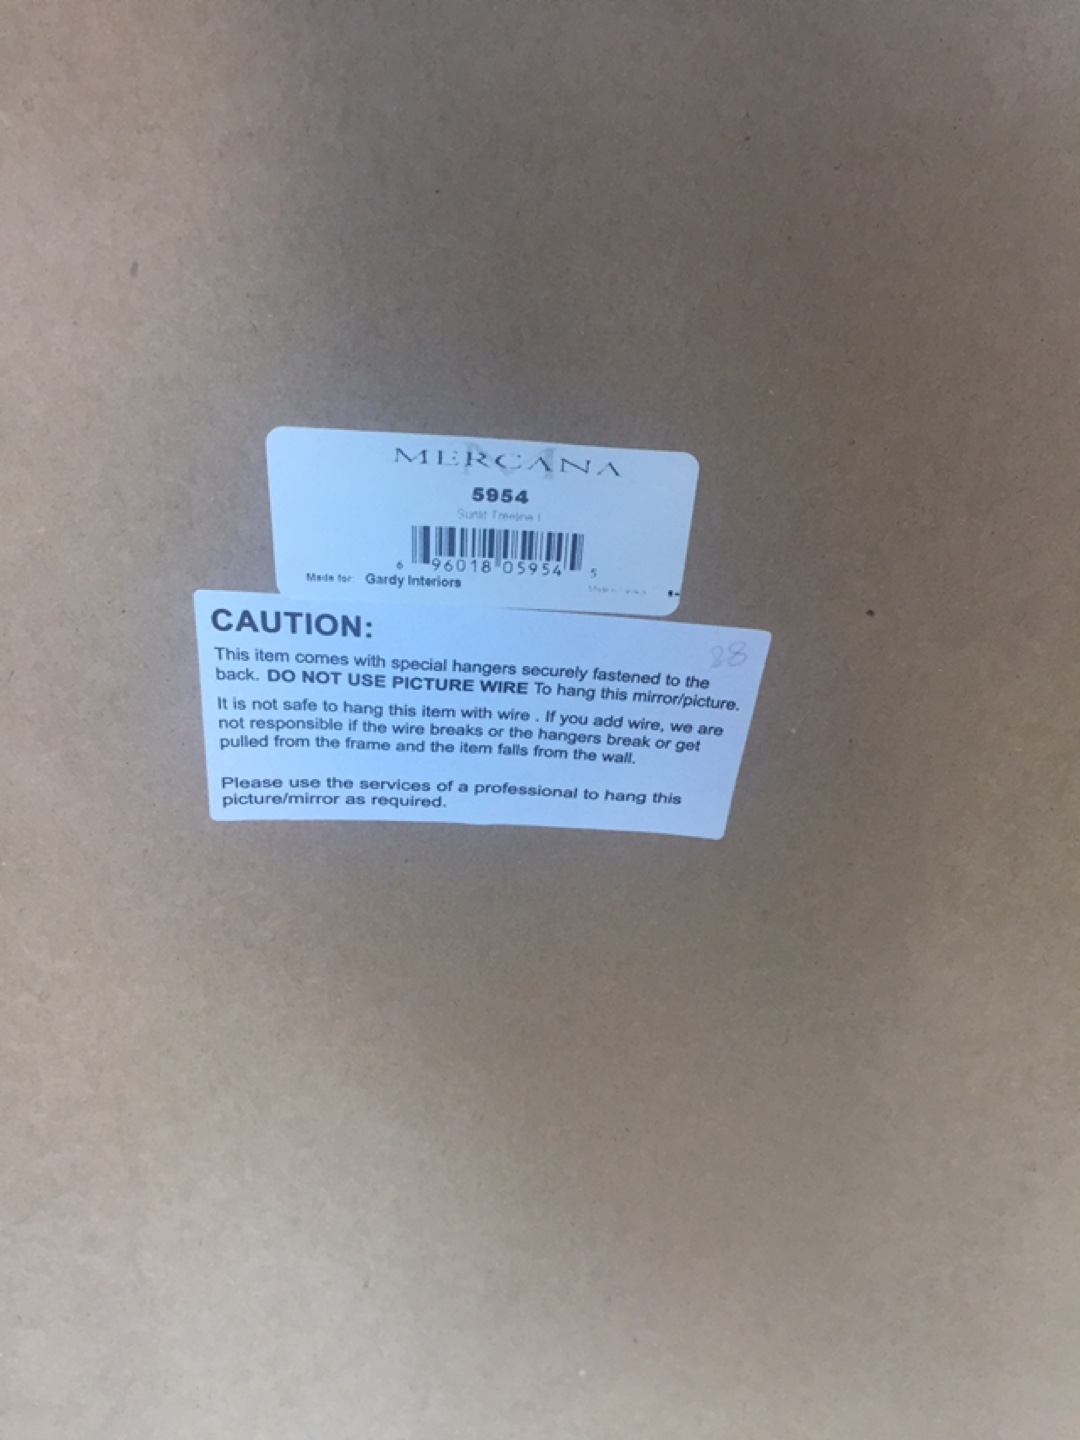 MERCANA
5954
Sunlit Treeline I
6 96018 05954 5
Made for: Gardy Interiors
CAUTION:
88
This item comes with special hangers securely fastened to the
back. DO NOT USE PICTURE WIRE To hang this mirror/picture.
It is not safe to hang this item with wire . If you add wire, we are
not responsible if the wire breaks or the hangers break or get
pulled from the frame and the item falls from the wall.
Please use the services of a professional to hang this
picture/mirror as required.